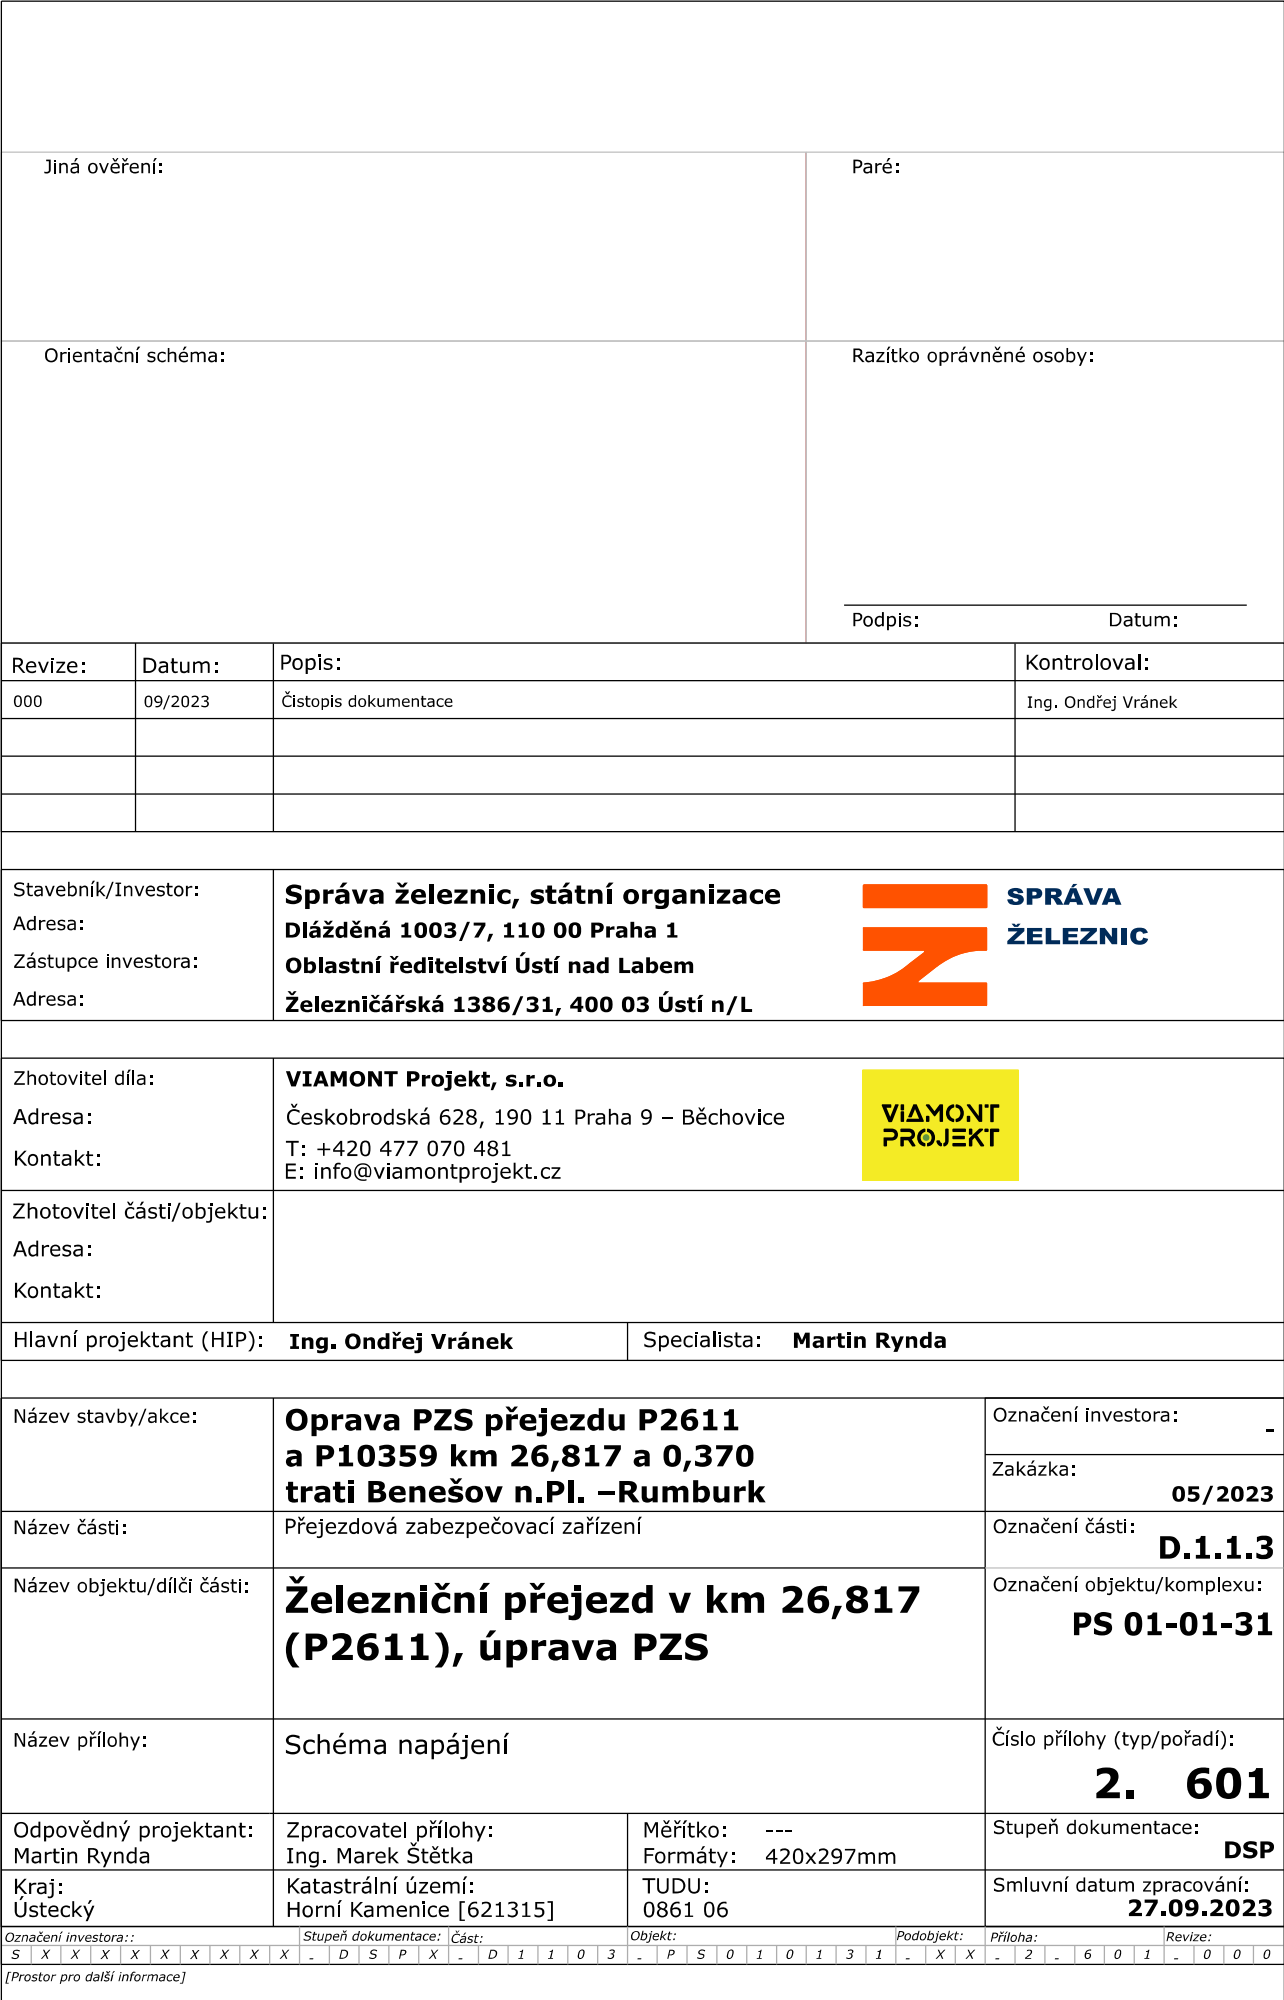 Jiná ověření:
Paré:
Orientační schéma:
Razítko oprávněné osoby:
Podpis: Datum:
Revize: Datum: Popis: Kontroloval:
000 09/2023 Čistopis dokumentace Ing. Ondřej Vránek
Stavebník/Investor: Správa železnic, státní organizace
Adresa: Dlážděná 1003/7, 110 00 Praha 1
Zástupce investora: Oblastní ředitelství Ústí nad Labem
Adresa: Železničářská 1386/31, 400 03 Ústí n/L
SPRÁVA
ŽELEZNIC
Zhotovitel díla: VIAMONT Projekt, s.r.o.
Adresa: Českobrodská 628, 190 11 Praha 9 – Běchovice
Kontakt: T: +420 477 070 481
E: info@viamontprojekt.cz
VIAMONT
PROJEKT
Zhotovitel části/objektu:
Adresa:
Kontakt:
Hlavní projektant (HIP): Ing. Ondřej Vránek Specialista: Martin Rynda
Název stavby/akce: Oprava PZS přejezdu P2611
a P10359 km 26,817 a 0,370
trati Benešov n.Pl. –Rumburk
Označení investora:
-
Zakázka:
05/2023
Název části: Přejezdová zabezpečovací zařízení
Označení části:
D.1.1.3
Název objektu/dílči části: Železniční přejezd v km 26,817
(P2611), úprava PZS
Označení objektu/komplexu:
PS 01-01-31
Název přílohy: Schéma napájení
Číslo přílohy (typ/pořadí):
2. 601
Odpovědný projektant: Zpracovatel přílohy: Měřítko: ---
Martin Rynda Ing. Marek Štětka Formáty: 420x297mm
Stupeň dokumentace:
DSP
Kraj: Katastrální území: TUDU:
Ústecký Horní Kamenice [621315] 0861 06
Smluvní datum zpracování:
27.09.2023
Označení investora:: Stupeň dokumentace: Část: Objekt: Podobjekt: Příloha: Revize:
S X X X X X X X X X - D S P X - D 1 1 0 3 - P S 0 1 0 1 3 1 - X X - 2 - 6 0 1 - 0 0 0
[Prostor pro další informace]